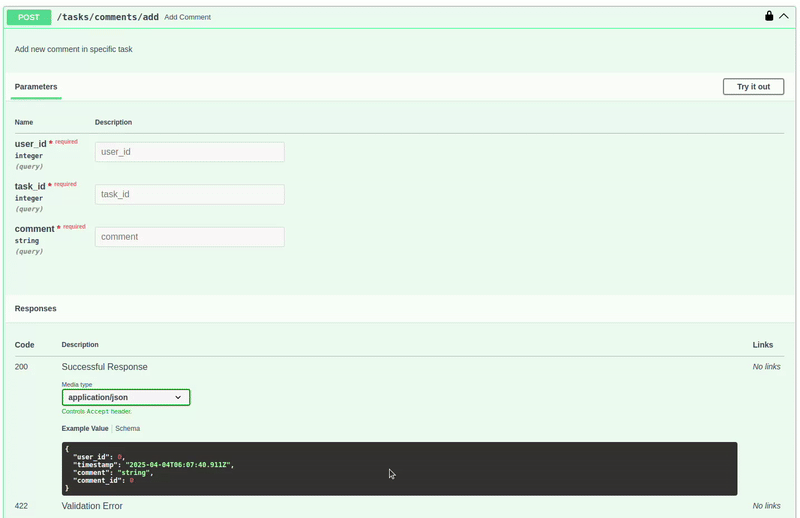 POST /tasks/comments/add Add Comment
Add new comment in specific task
Parameters Try it out
Name Description
user_id * required
integer
(query)
user_id
task_id * required
integer
(query)
task_id
comment * required
string
(query)
comment
Responses
Code Description Links
200 Successful Response No links
Media type
application/json
Controls Accept header.
Example Value | Schema
{
"user_id": 0,
"timestamp": "2025-04-04T06:07:40.911Z",
"comment": "string",
"comment_id": 0
}
422 Validation Error No links